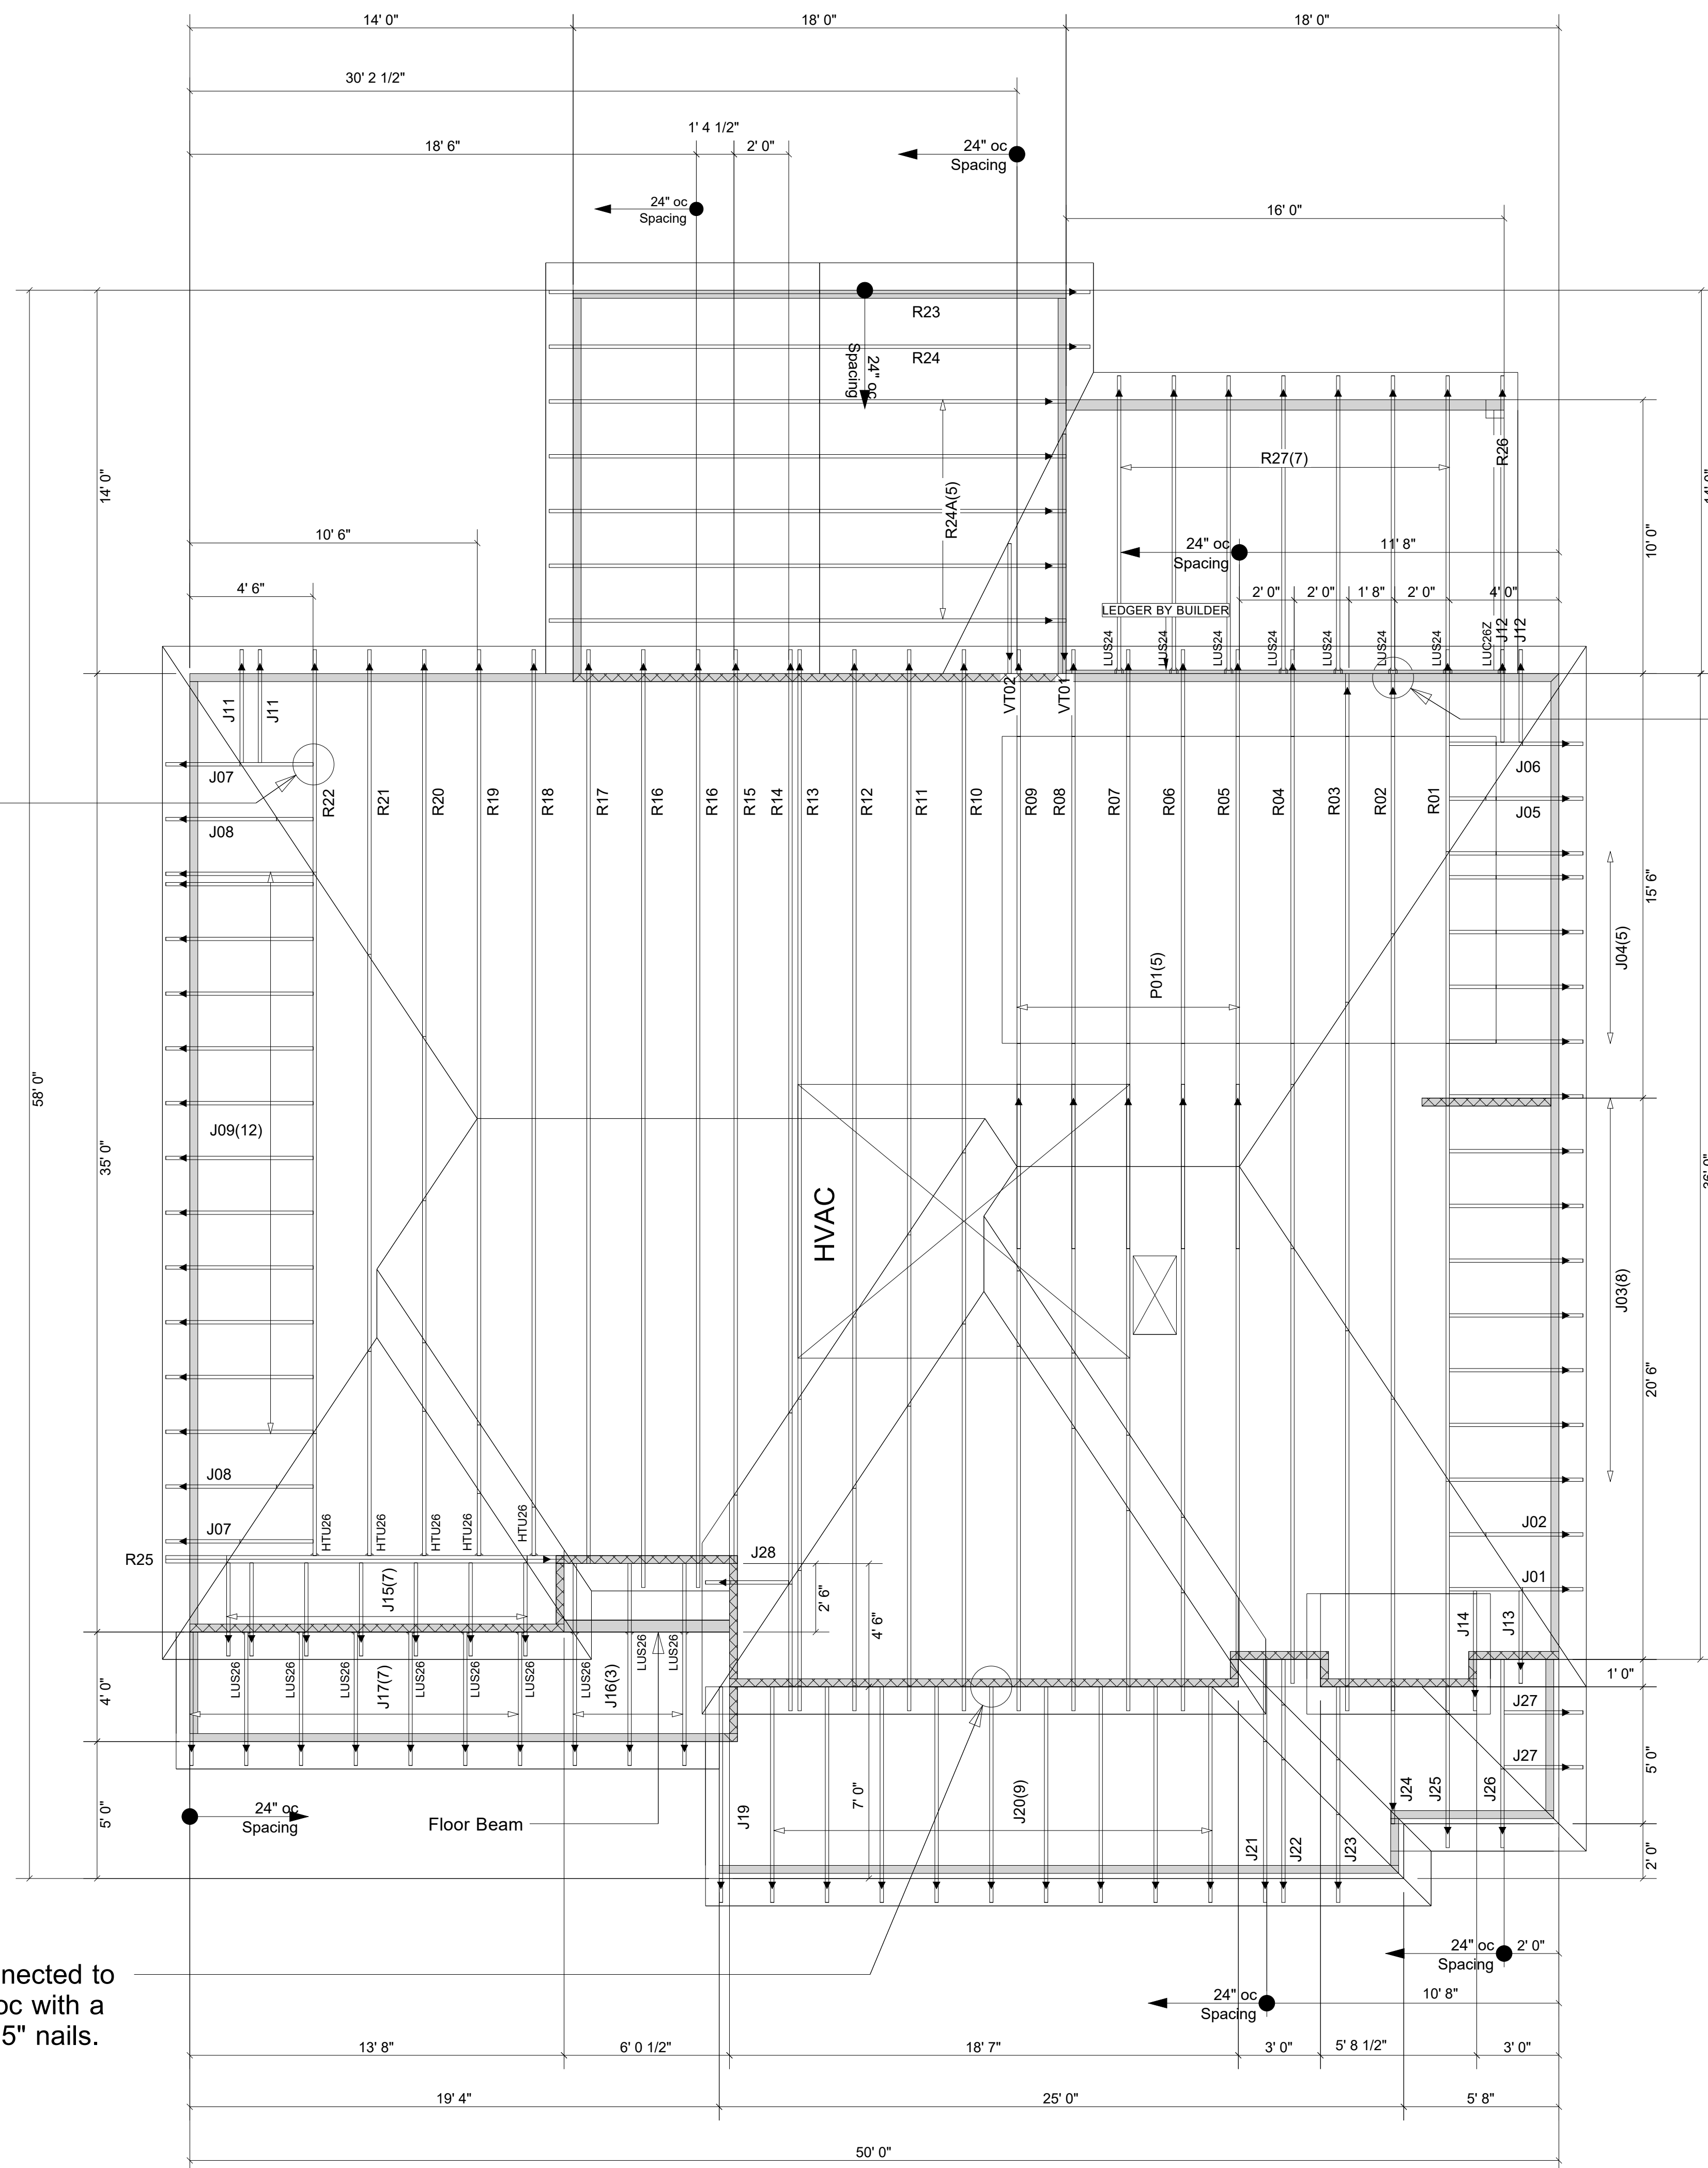 14' 0"
18' 0"
18' 0"
30' 2 1/2"
1' 4 1/2"
18' 6"
2' 0"
24" oc
Spacing
24" oc
Spacing
16' 0"
R23
R24
24" oc
Spacing
R24A(5)
R27(7)
R26
14' 0"
10' 0"
10' 6"
4' 6"
24" oc
Spacing
11' 8"
2' 0"
2' 0"
1' 8"
2' 0"
4' 0"
LEDGER BY BUILDER
LUS24
LUS24
LUS24
LUS24
LUS24
LUS24
LUS24
LUC26Z
J12
J12
J11
J11
VT02
VT01
J07
J08
J06
J05
R22
R21
R20
R19
R18
R17
R16
R16
R15
R14
R13
R12
R11
R10
R09
R08
R07
R06
R05
R04
R03
R02
R01
15' 6"
J04(5)
P01(5)
58' 0"
35' 0"
J09(12)
HVAC
J03(8)
20' 6"
J08
J07
HTU26
HTU26
HTU26
HTU26
HTU26
J02
J01
R25
J28
J15(7)
2' 6"
4' 6"
J14
J13
1' 0"
LUS26
LUS26
LUS26
J17(7)
LUS26
LUS26
LUS26
LUS26
J16(3)
LUS26
LUS26
4' 0"
J27
J27
5' 0"
5' 0"
24" oc
Spacing
Floor Beam
J19
7' 0"
J20(9)
J21
J22
J23
J24
J25
J26
2' 0"
24" oc
Spacing
2' 0"
24" oc
Spacing
10' 8"
nected to
oc with a
5" nails.
13' 8"
6' 0 1/2"
18' 7"
3' 0"
5' 8 1/2"
3' 0"
19' 4"
25' 0"
5' 8"
50' 0"